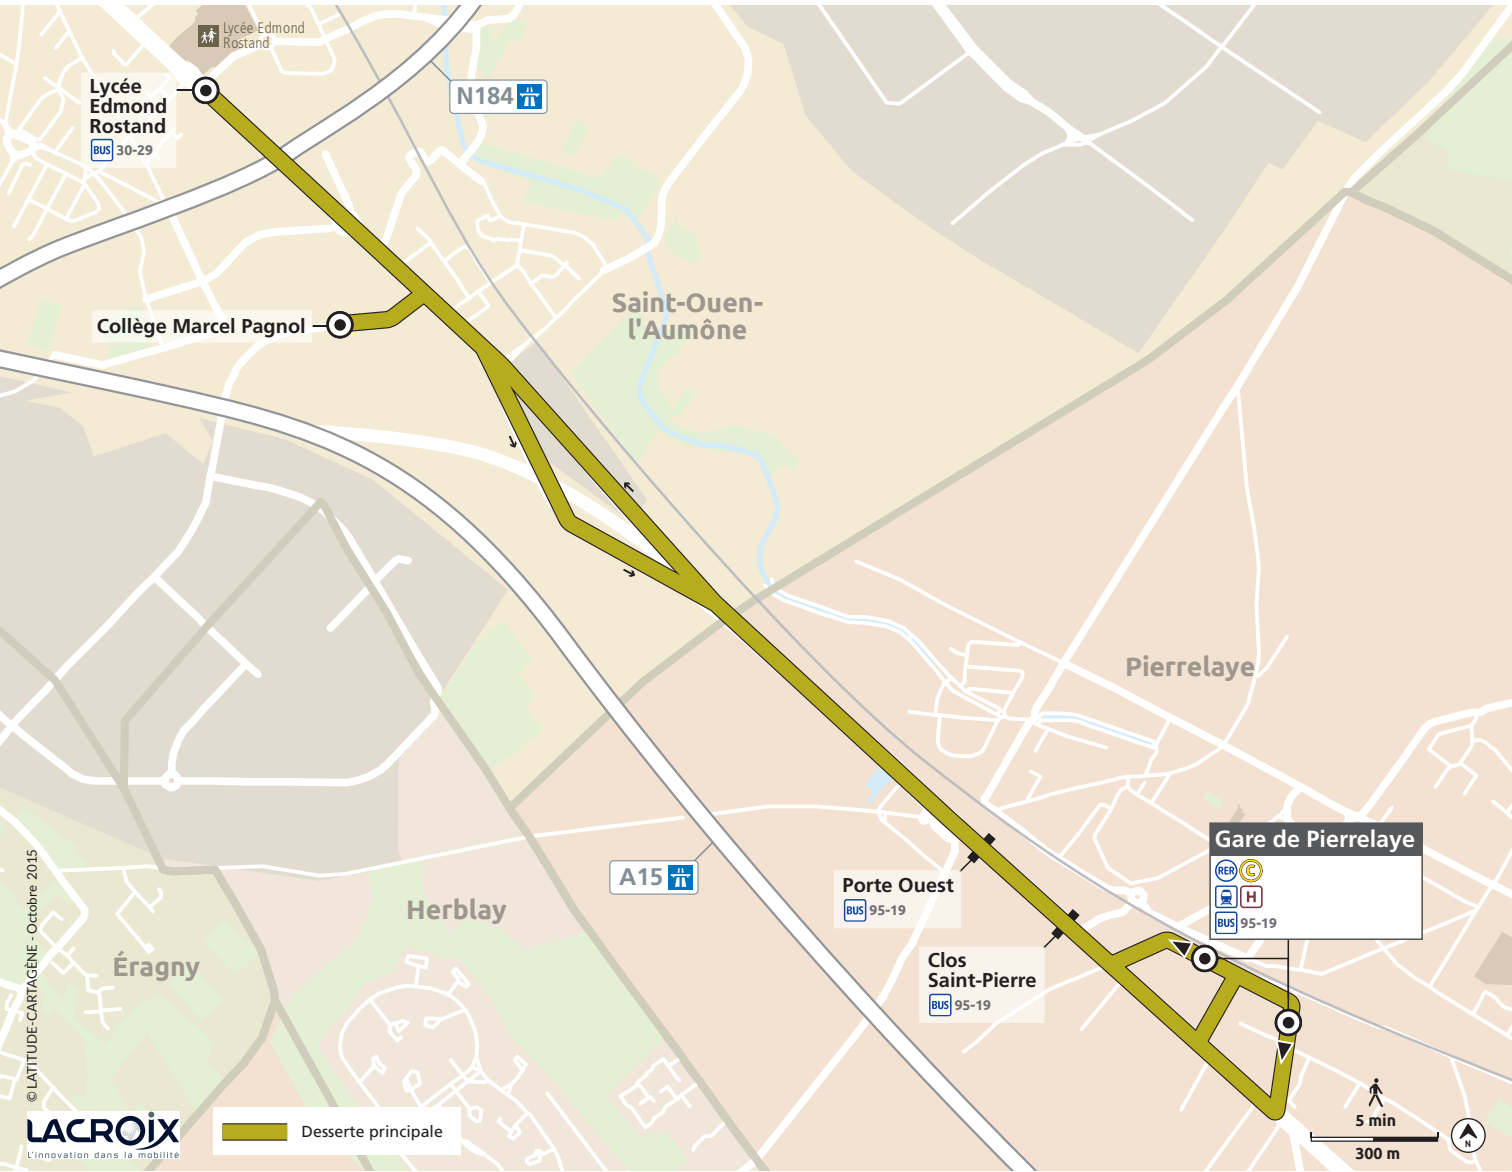 Lycée Edmond
Rostand
Lycée
Edmond
Rostand
BUS 30-29
N184
Collège Marcel Pagnol
Saint-Ouen-
l'Aumône
Pierrelaye
Gare de Pierrelaye
RER C
H
BUS 95-19
Porte Ouest
BUS 95-19
A15
Clos
Saint-Pierre
BUS 95-19
Herblay
Éragny
© LATITUDE-CARTAGÈNE - Octobre 2015
LACROIX
L'innovation dans la mobilité
Desserte principale
5 min
300 m
N